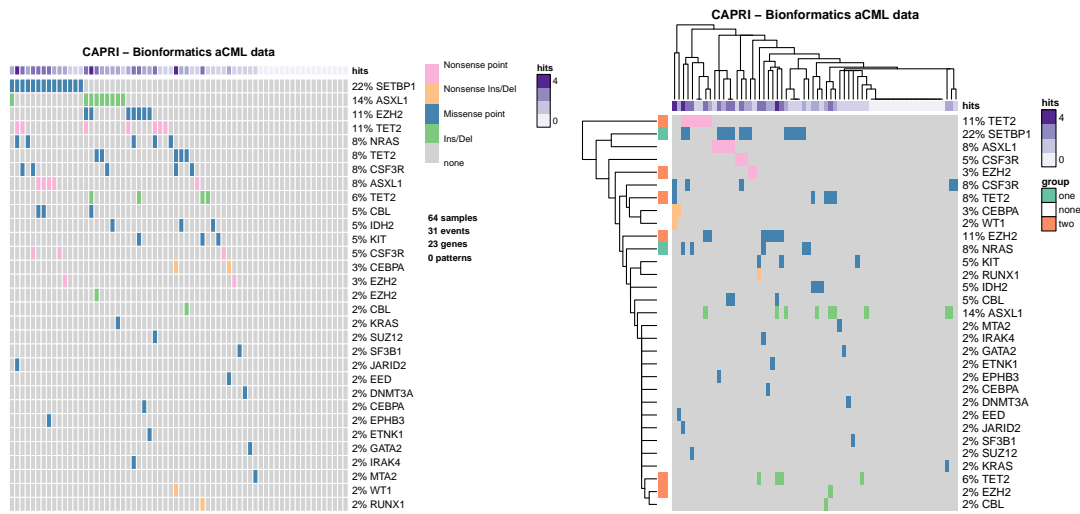 CAPRI – Bionformatics aCML data
hits
22% SETBP1
14% ASXL1
11% EZH2
11% TET2
8% NRAS
8% TET2
8% CSF3R
8% ASXL1
6% TET2
5% CBL
5% IDH2
5% KIT
5% CSF3R
3% CEBPA
3% EZH2
2% EZH2
2% CBL
2% KRAS
2% SUZ12
2% SF3B1
2% JARID2
2% EED
2% DNMT3A
2% CEBPA
2% EPHB3
2% ETNK1
2% GATA2
2% IRAK4
2% MTA2
2% WT1
2% RUNX1
Nonsense point
Nonsense Ins/Del
Missense point
Ins/Del
none
64 samples
31 events
23 genes
0 patterns
hits
4
0
CAPRI – Bionformatics aCML data
hits
11% TET2
22% SETBP1
8% ASXL1
5% CSF3R
3% EZH2
8% CSF3R
8% TET2
3% CEBPA
2% WT1
11% EZH2
8% NRAS
5% KIT
2% RUNX1
5% IDH2
5% CBL
14% ASXL1
2% MTA2
2% IRAK4
2% GATA2
2% ETNK1
2% EPHB3
2% CEBPA
2% DNMT3A
2% EED
2% JARID2
2% SF3B1
2% SUZ12
2% KRAS
6% TET2
2% EZH2
2% CBL
hits
4
0
group
one
none
two